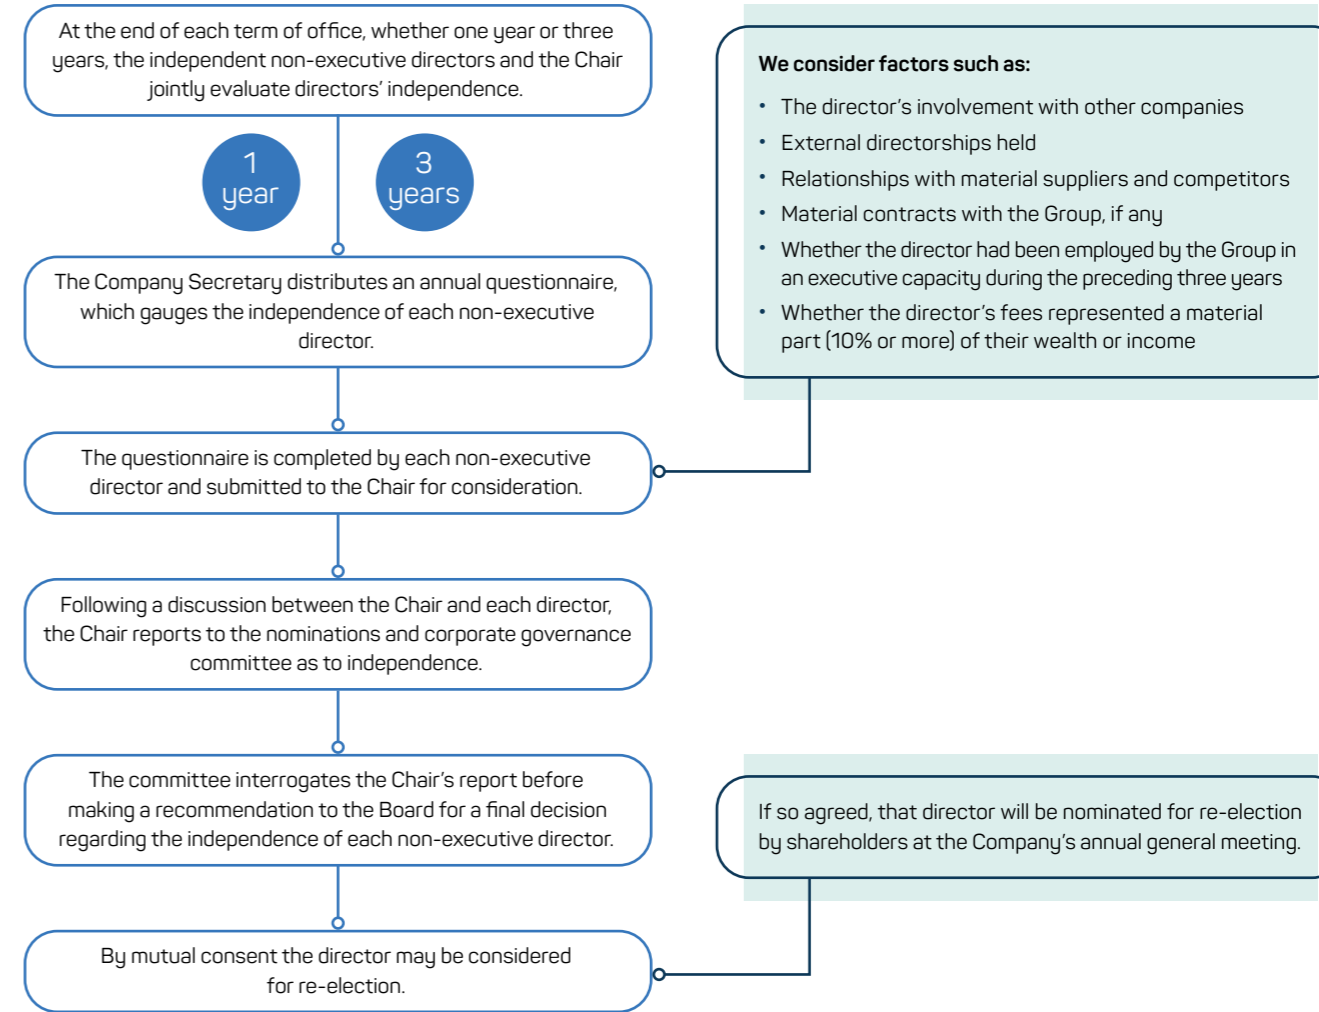 At the end of each term of office, whether one year or three
years, the independent non-executive directors and the Chair
jointly evaluate directors' independence.
1
year
3
years
The Company Secretary distributes an annual questionnaire,
which gauges the independence of each non-executive
director.
The questionnaire is completed by each non-executive
director and submitted to the Chair for consideration.
We consider factors such as:
• The director's involvement with other companies
• External directorships held
• Relationships with material suppliers and competitors
• Material contracts with the Group, if any
• Whether the director had been employed by the Group in
an executive capacity during the preceding three years
• Whether the director's fees represented a material
part (10% or more) of their wealth or income
Following a discussion between the Chair and each director,
the Chair reports to the nominations and corporate governance
committee as to independence.
The committee interrogates the Chair's report before
making a recommendation to the Board for a final decision
regarding the independence of each non-executive director.
By mutual consent the director may be considered
for re-election.
If so agreed, that director will be nominated for re-election
by shareholders at the Company's annual general meeting.